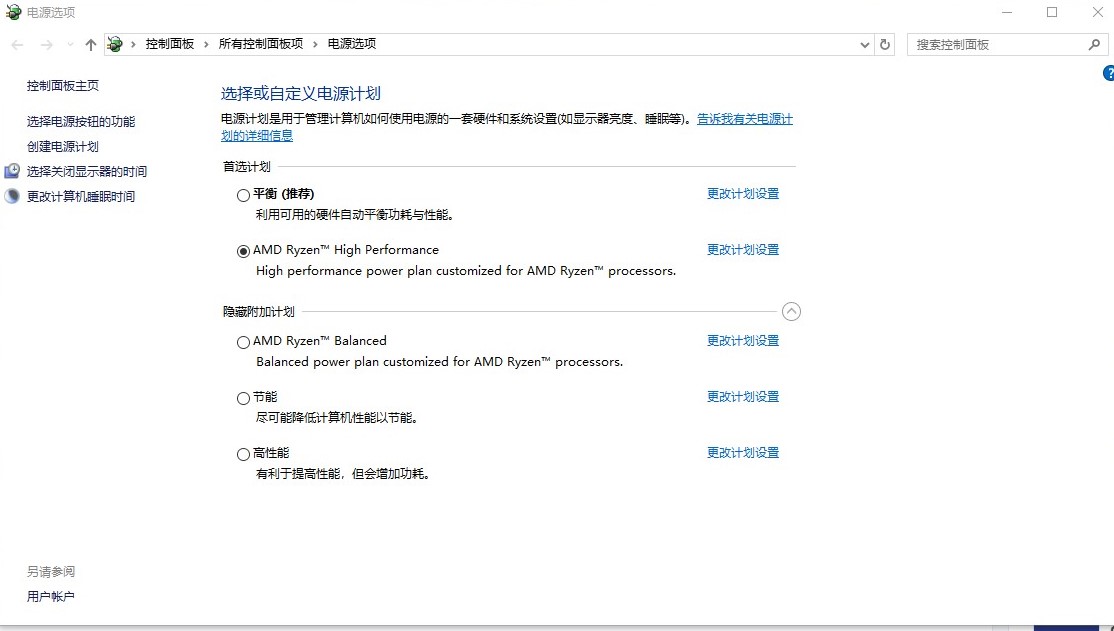 电源选项
控制面板 › 所有控制面板项 › 电源选项
搜索控制面板
?
控制面板主页
选择电源按钮的功能
创建电源计划
选择关闭显示器的时间
更改计算机睡眠时间
选择或自定义电源计划
电源计划是用于管理计算机如何使用电源的一套硬件和系统设置(如显示器亮度、睡眠等)。告诉我有关电源计
划的详细信息
首选计划
平衡 (推荐) 更改计划设置
利用可用的硬件自动平衡功耗与性能。
AMD Ryzen™ High Performance 更改计划设置
High performance power plan customized for AMD Ryzen™ processors.
隐藏附加计划
AMD Ryzen™ Balanced 更改计划设置
Balanced power plan customized for AMD Ryzen™ processors.
节能 更改计划设置
尽可能降低计算机性能以节能。
高性能 更改计划设置
有利于提高性能，但会增加功耗。
另请参阅
用户帐户